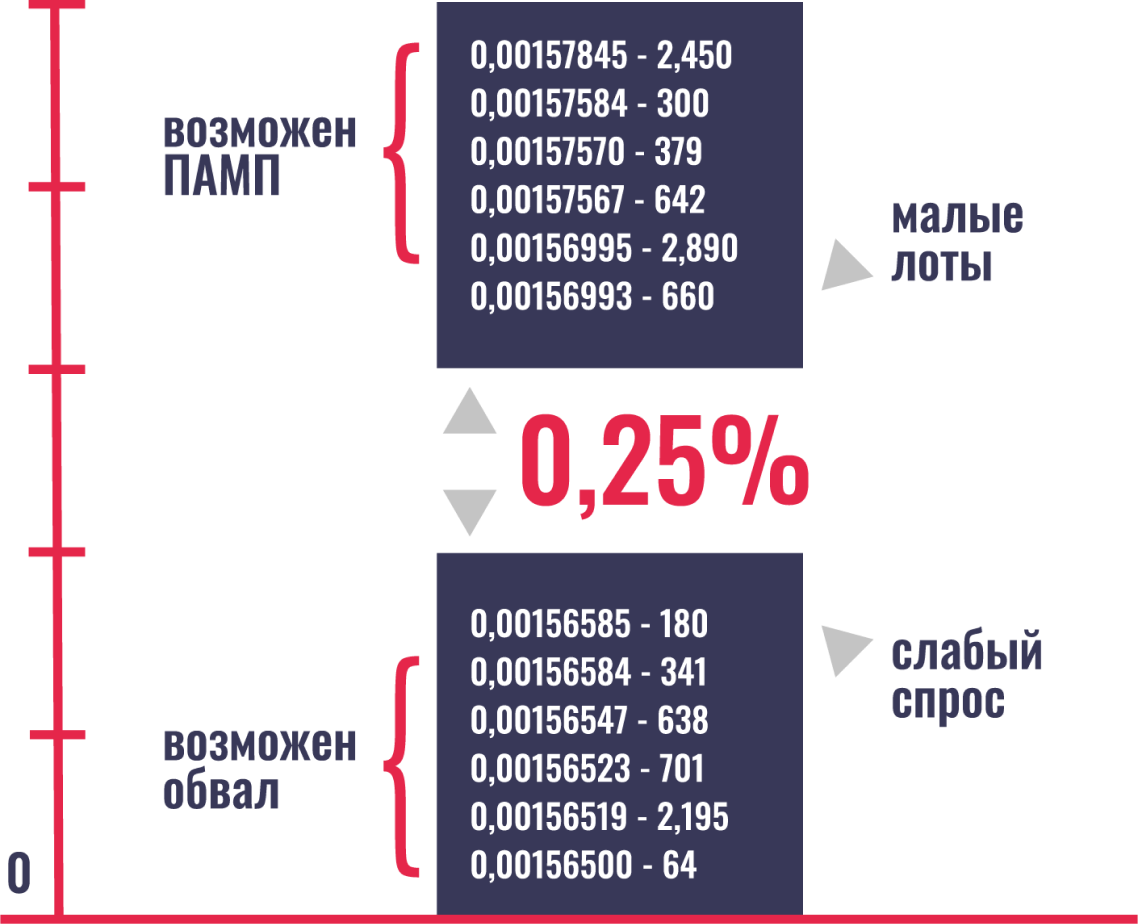 0,00157845 - 2,450
0,00157584 - 300
0,00157570 - 379
0,00157567 - 642
0,00156995 - 2,890
0,00156993 - 660
возможен
ПАМП
малые
лоты
0,25%
0,00156585 - 180
0,00156584 - 341
0,00156547 - 638
0,00156523 - 701
0,00156519 - 2,195
0,00156500 - 64
слабый
спрос
возможен
обвал
0